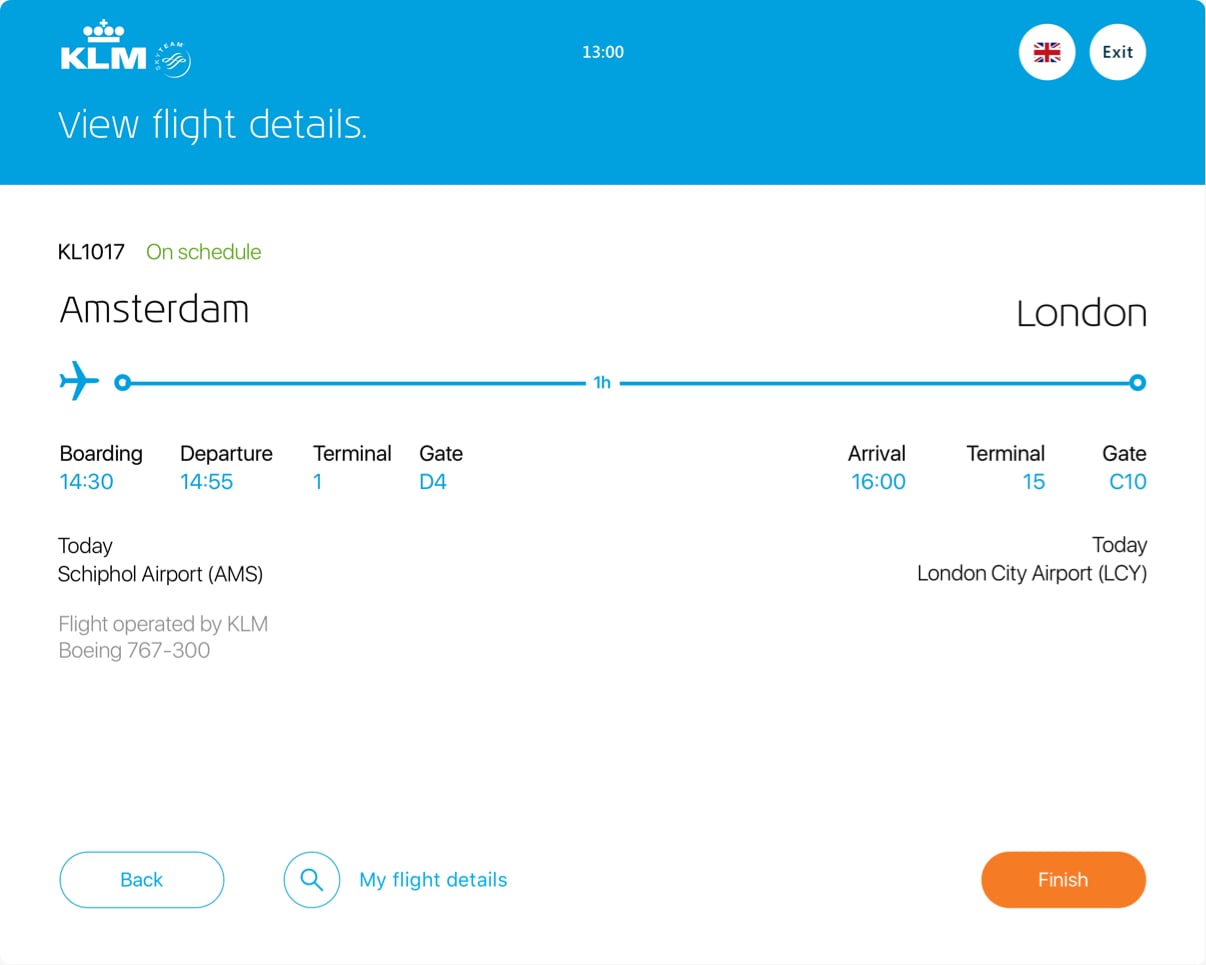 KLM
SKYTEAM
13:00
Exit
View flight details.
KL1017 On schedule
Amsterdam London
1h
Boarding Departure Terminal Gate Arrival Terminal Gate
14:30 14:55 1 D4 16:00 15 C10
Today Today
Schiphol Airport (AMS) London City Airport (LCY)
Flight operated by KLM
Boeing 767-300
Back My flight details Finish